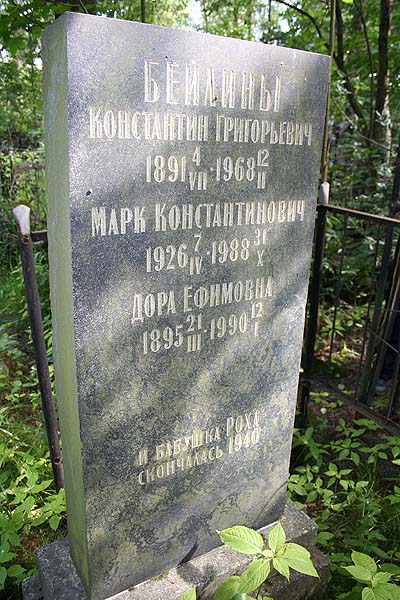 БЕЙЛИНЫ
КОНСТАНТИН ГРИГОРЬЕВИЧ
1891 4/VII - 1968 12/II
МАРК КОНСТАНТИНОВИЧ
1926 7/IV - 1988 31/X
ДОРА ЕФИМОВНА
1895 21/III - 1990 12/I
И БАБУШКА РОХА
СКОНЧАЛАСЬ 1940